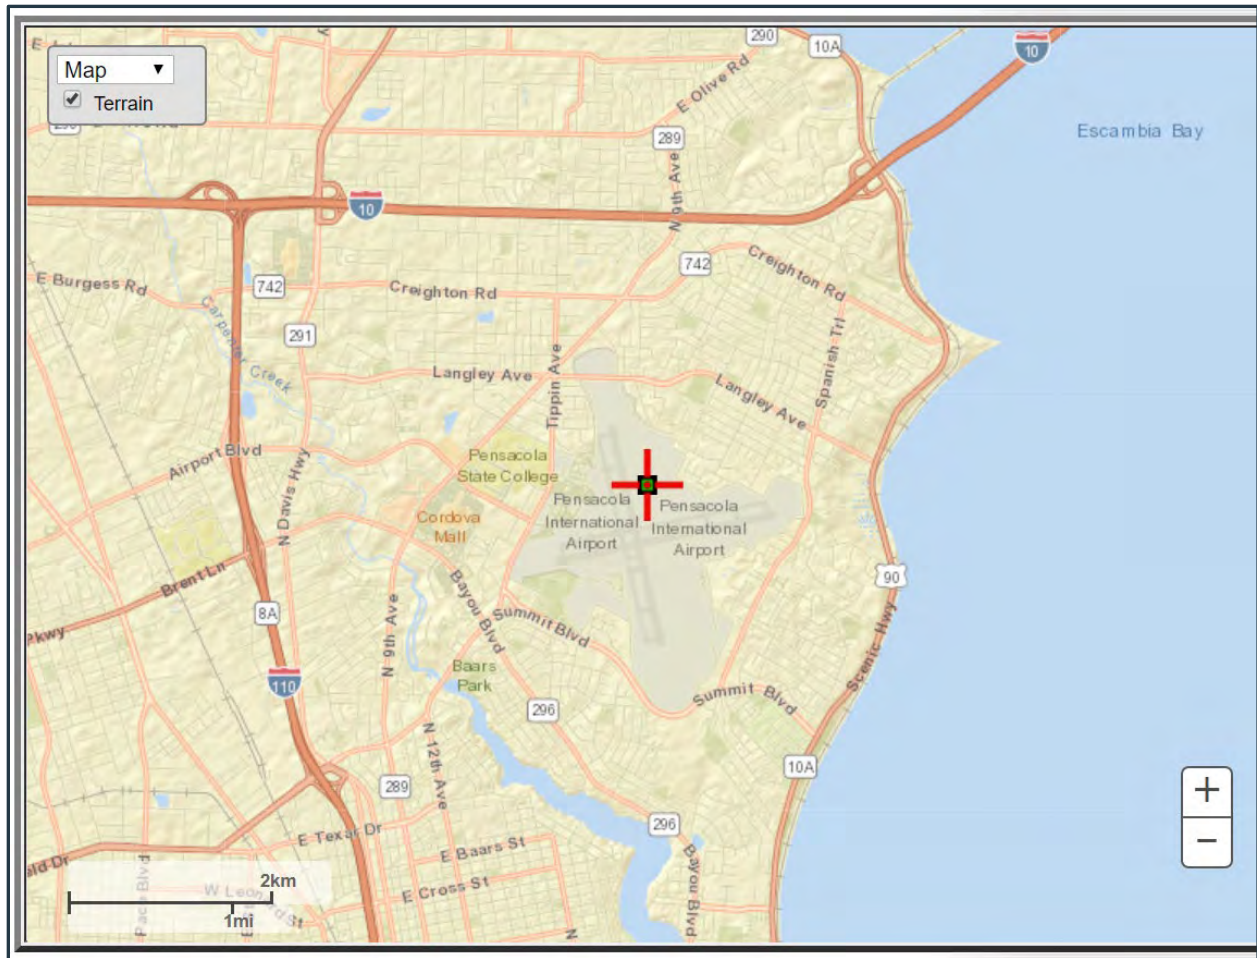 Map ▼
Terrain
290
10A
10
E Olive Rd
289
Escambia Bay
N 9th Ave
10
742
Creighton Rd
E Burgess Rd
742
Creighton Rd
Carpenter Creek
291
Spanish Trl
Tippin Ave
Langley Ave
Langley Ave
Airport Blvd
Pensacola
State College
N Davis Hwy
Pensacola
International
Airport
Pensacola
International
Airport
Cordova
Mall
Brent Ln
90
Bayou Blvd
8A
Pkwy
N 9th Ave
Summit Blvd
Scenic Hwy
Baars
Park
110
Summit Blvd
296
N 12th Ave
10A
289
296
E Texar Dr
E Baars St
Bayou Blvd
2km
E Cross St
Pace Blvd
1mi
N
+
−